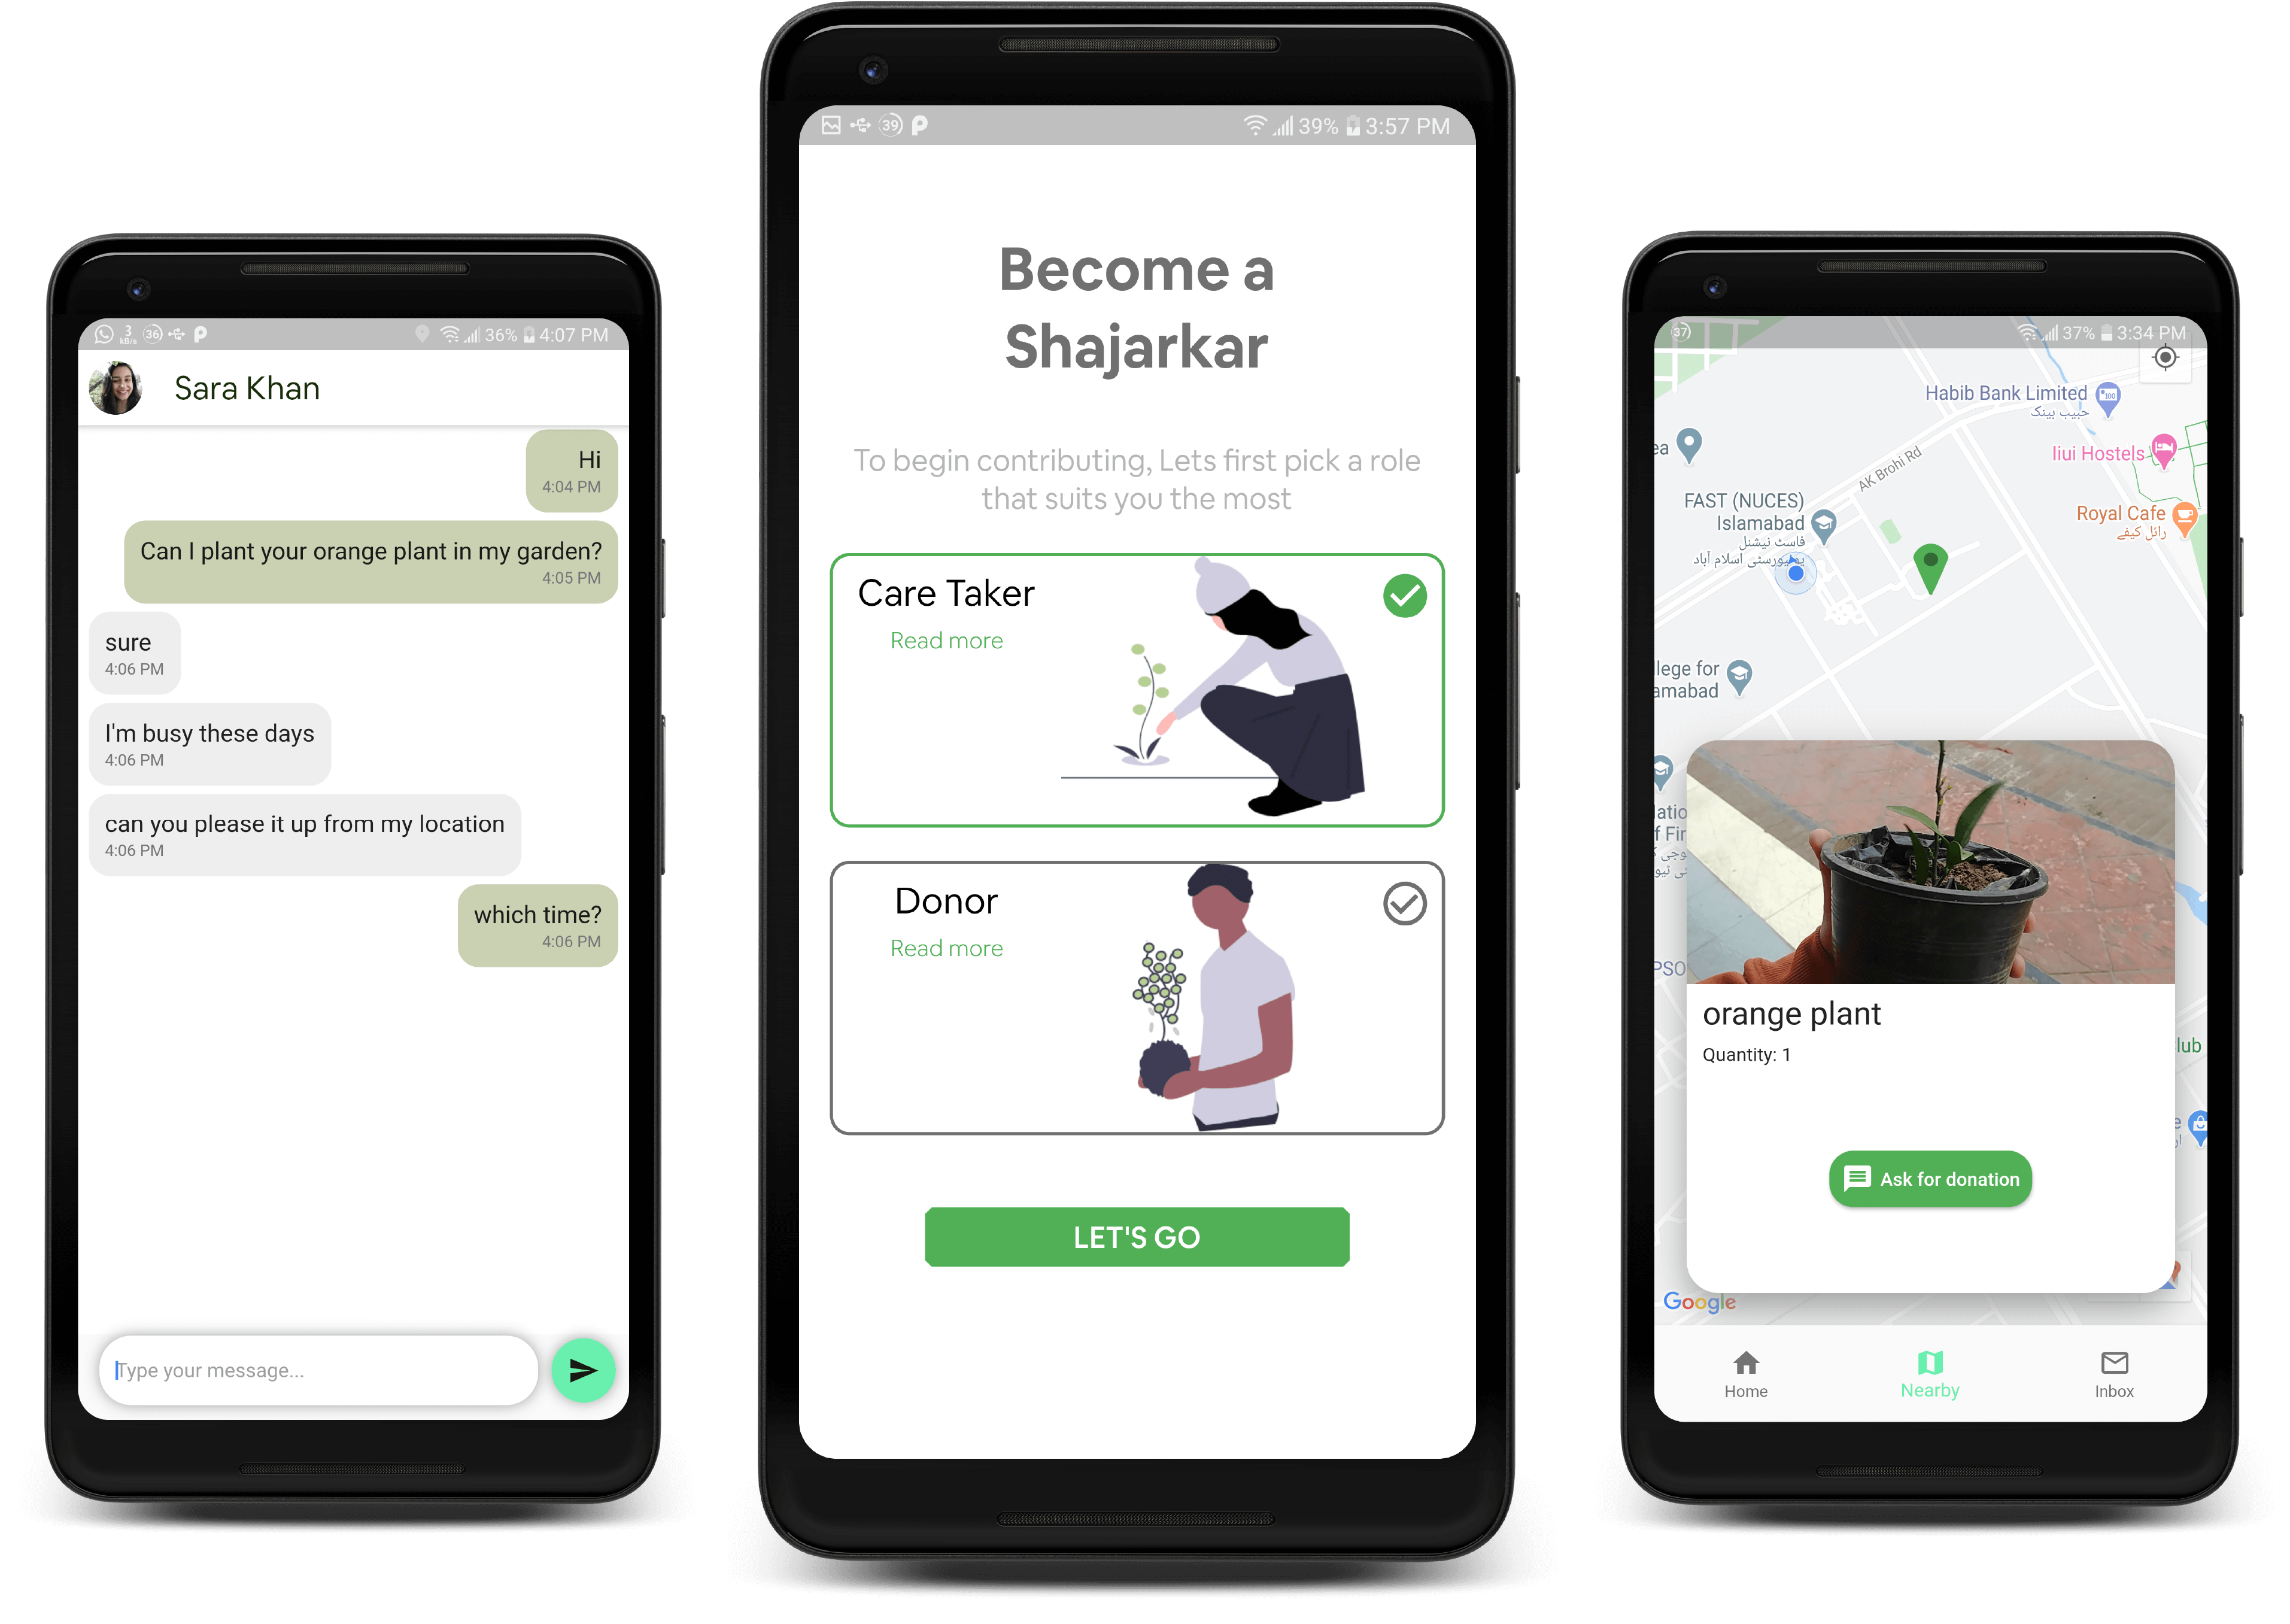 3
kB/s
36
36%
4:07 PM
Sara Khan
Hi
4:04 PM
Can I plant your orange plant in my garden?
4:05 PM
sure
4:06 PM
I'm busy these days
4:06 PM
can you please it up from my location
4:06 PM
which time?
4:06 PM
Type your message...
39
39%
3:57 PM
Become a
Shajarkar
To begin contributing, Lets first pick a role
that suits you the most
Care Taker
Read more
Donor
Read more
LET'S GO
37
37%
3:34 PM
Habib Bank Limited
حبیب بینک
ea
Iiui Hostels
AK Brohi Rd
FAST (NUCES)
Islamabad
فاسٹ نیشنل
یونیورسٹی اسلام آباد
Royal Cafe
رائل کیفے
lege for
amabad
f Fir
PSO
orange plant
Quantity: 1
lub
Ask for donation
Google
Home
Nearby
Inbox